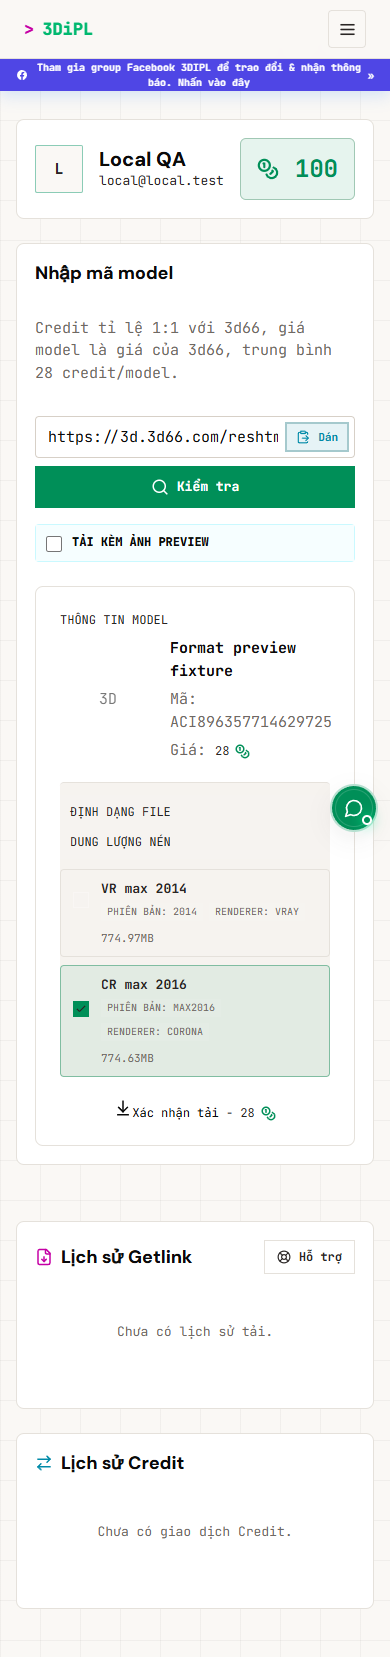 > 3DiPL
Tham gia group Facebook 3DIPL để trao đổi & nhận thông
báo. Nhấn vào đây
»
L
Local QA
local@local.test
100
Nhập mã model
Credit tỉ lệ 1:1 với 3d66, giá
model là giá của 3d66, trung bình
28 credit/model.
https://3d.3d66.com/reshtm
Dán
Kiểm tra
TẢI KÈM ẢNH PREVIEW
THÔNG TIN MODEL
3D
Format preview
fixture
Mã:
ACI896357714629725
Giá: 28
ĐỊNH DẠNG FILE
DUNG LƯỢNG NÉN
VR max 2014
PHIÊN BẢN: 2014 RENDERER: VRAY
774.97MB
CR max 2016
PHIÊN BẢN: MAX2016
RENDERER: CORONA
774.63MB
Xác nhận tải - 28
Lịch sử Getlink
Hỗ trợ
Chưa có lịch sử tải.
Lịch sử Credit
Chưa có giao dịch Credit.